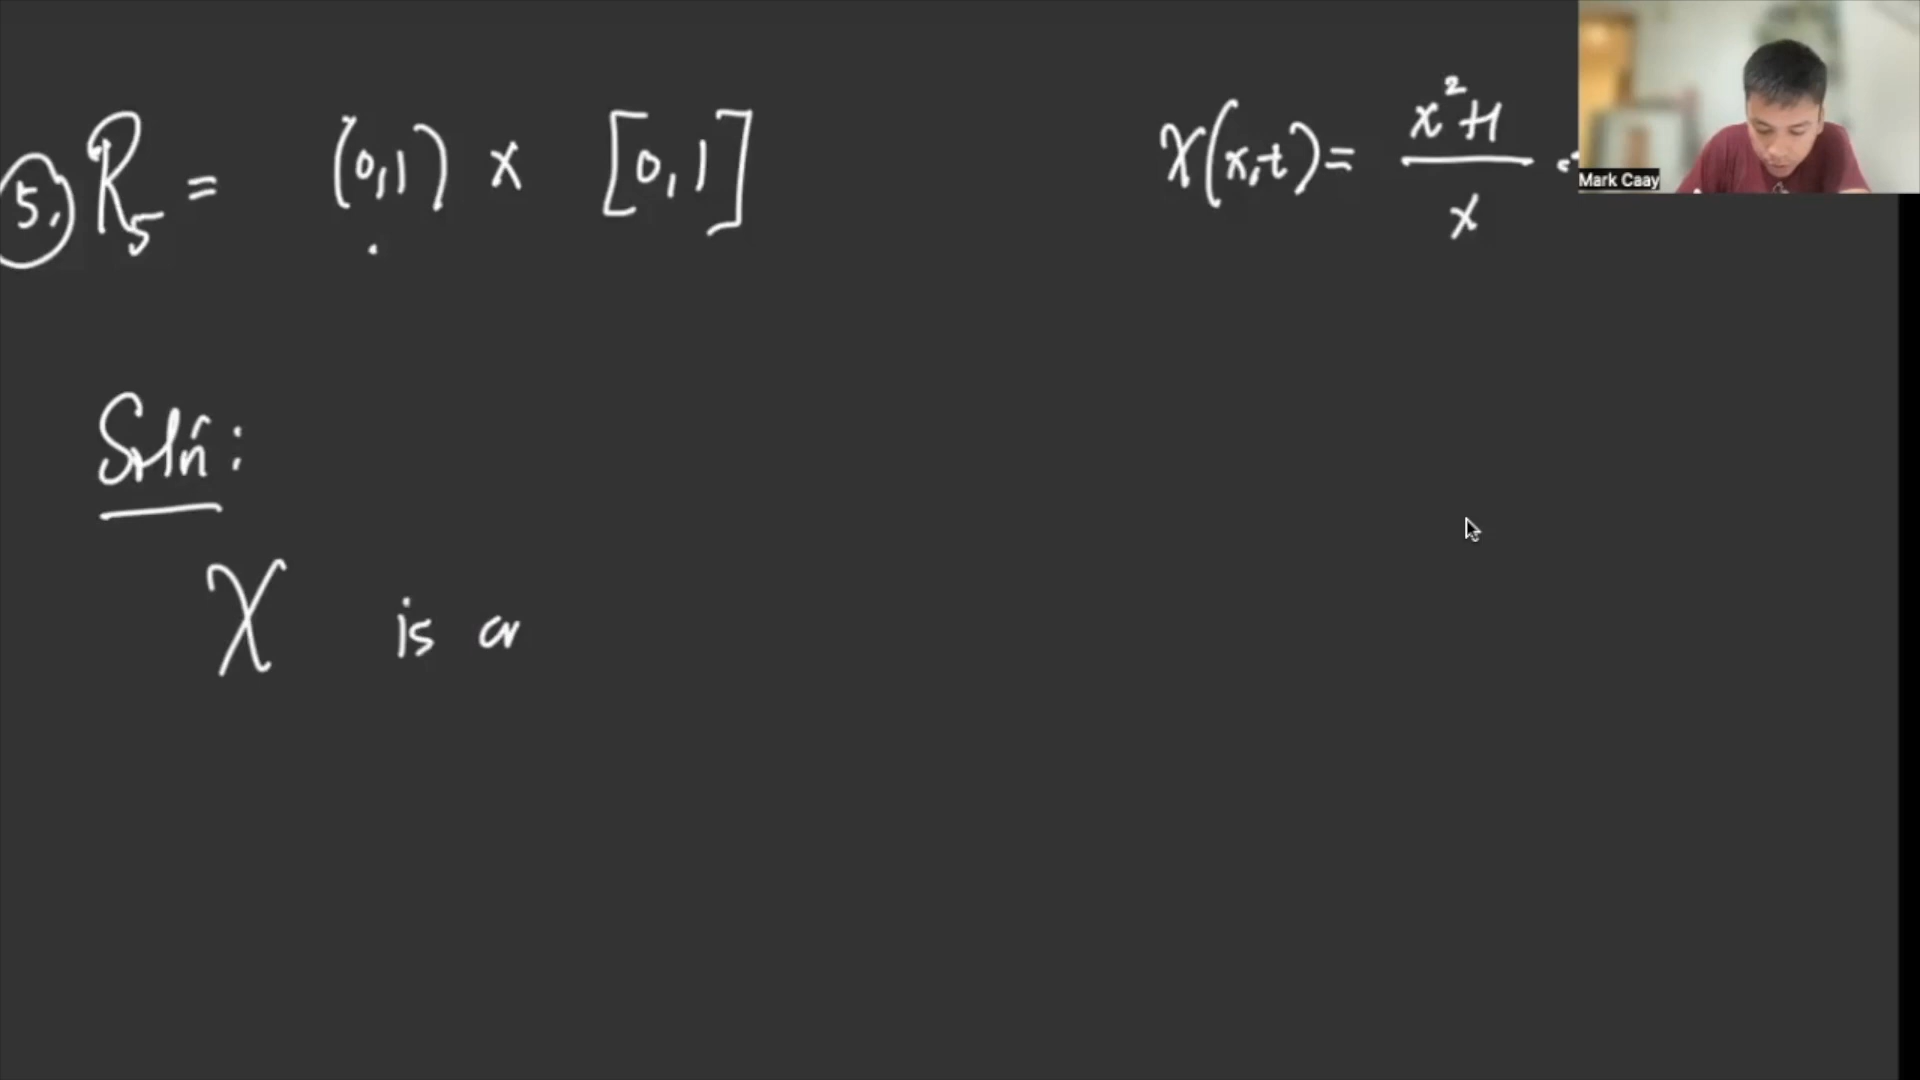 5. R₅ = (0,1) × [0,1]
X(x,t) = (x²+1)/x
Mark Caay
Soln:
X is a